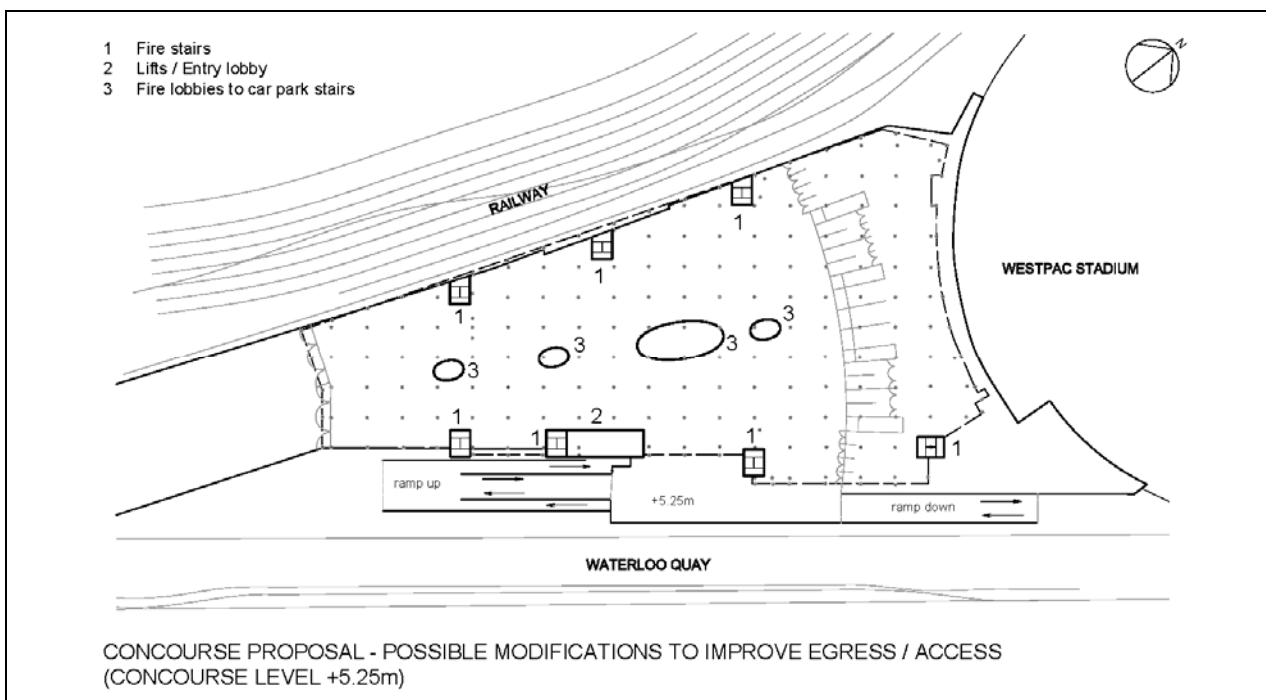 1 Fire stairs
2 Lifts / Entry lobby
3 Fire lobbies to car park stairs
N
RAILWAY
WESTPAC STADIUM
1
1
1
3
3
3
3
1
1
2
1
1
ramp up
+5.25m
ramp down
WATERLOO QUAY
CONCOURSE PROPOSAL - POSSIBLE MODIFICATIONS TO IMPROVE EGRESS / ACCESS
(CONCOURSE LEVEL +5.25m)